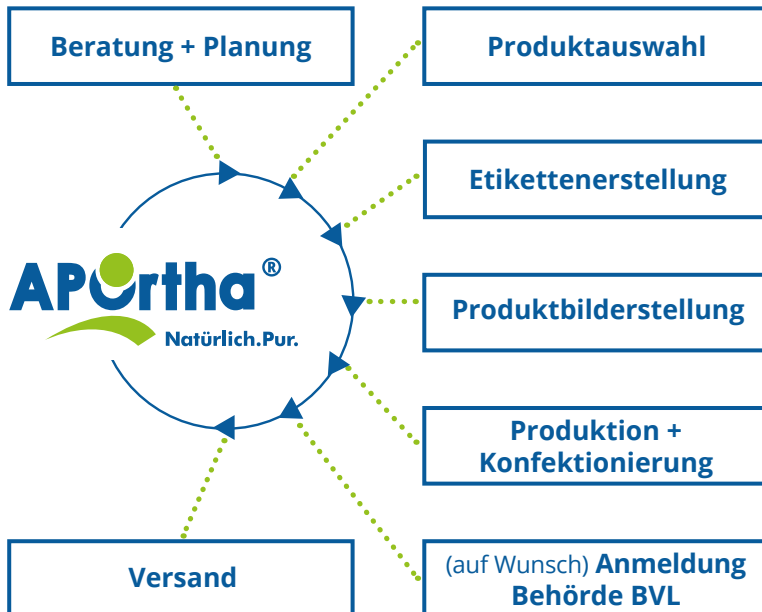 Beratung + Planung
Produktauswahl
Etikettenerstellung
APOrtha®
Natürlich.Pur.
Produktbilderstellung
Produktion +
Konfektionierung
Versand
(auf Wunsch) Anmeldung
Behörde BVL